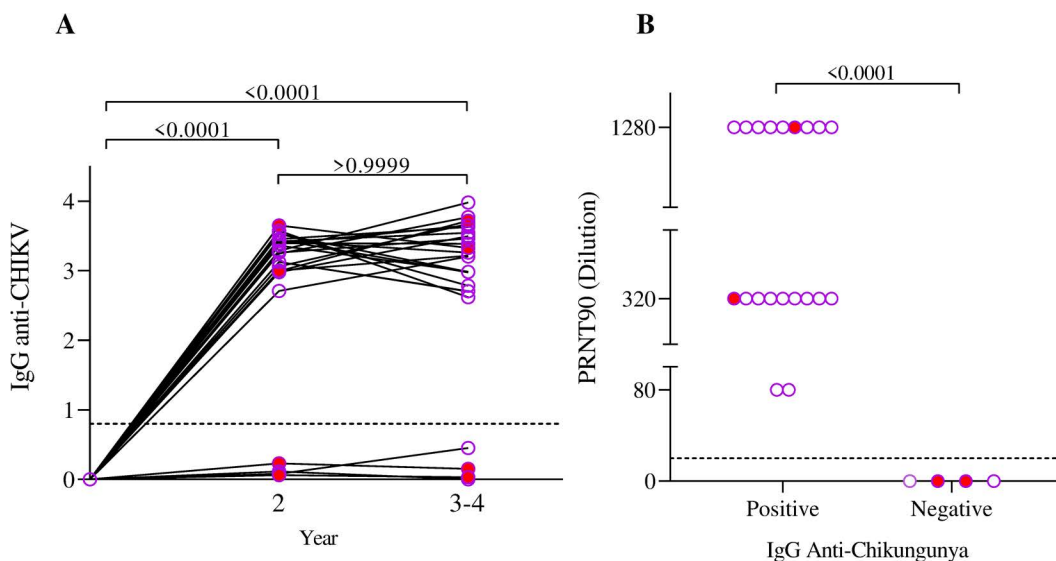 A
<0.0001
<0.0001
>0.9999
IgG anti-CHIKV
4
3
2
1
0
2
3-4
Year
B
<0.0001
PRNT90 (Dilution)
1280
320
80
0
Positive
Negative
IgG Anti-Chikungunya